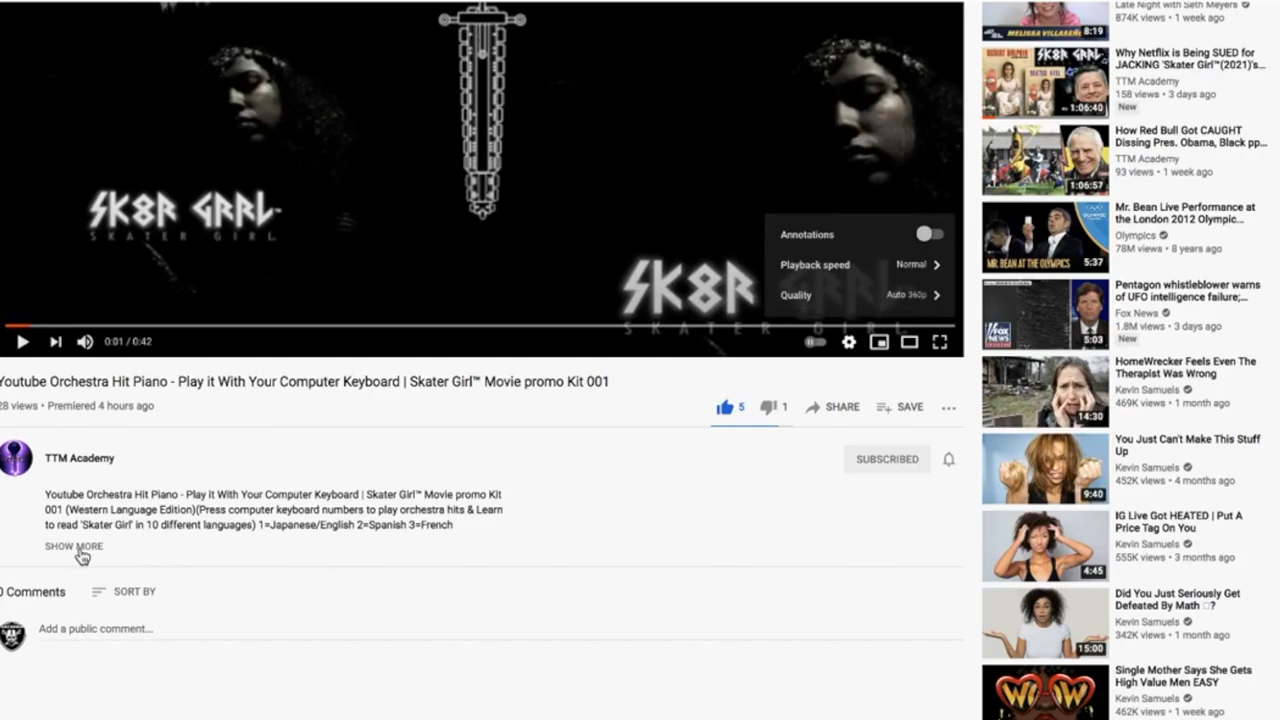 SK8R GRRL
SKATER GIRL
SK8R
SKATER GIRL
Annotations
Playback speed Normal
Quality Auto 360p
0:01 / 0:42
Youtube Orchestra Hit Piano - Play it With Your Computer Keyboard | Skater Girl™ Movie promo Kit 001
28 views • Premiered 4 hours ago
5
1
SHARE
SAVE
TTM Academy
SUBSCRIBED
Youtube Orchestra Hit Piano - Play it With Your Computer Keyboard | Skater Girl™ Movie promo Kit
001 (Western Language Edition)(Press computer keyboard numbers to play orchestra hits & Learn
to read 'Skater Girl' in 10 different languages) 1=Japanese/English 2=Spanish 3=French
SHOW MORE
0 Comments
SORT BY
Add a public comment...
Late Night with Seth Meyers
874K views • 1 week ago
8:19
Why Netflix is Being SUED for
JACKING 'Skater Girl™(2021)'s...
TTM Academy
158 views • 3 days ago
New
SK8R GRRL
1:06:40
How Red Bull Got CAUGHT
Dissing Pres. Obama, Black pp...
TTM Academy
93 views • 1 week ago
1:06:57
Mr. Bean Live Performance at
the London 2012 Olympic...
Olympics
78M views • 8 years ago
MR. BEAN AT THE OLYMPICS
5:37
Pentagon whistleblower warns
of UFO intelligence failure;...
Fox News
1.8M views • 3 days ago
New
FOX
NEWS
5:03
HomeWrecker Feels Even The
Therapist Was Wrong
Kevin Samuels
469K views • 1 month ago
14:30
You Just Can't Make This Stuff
Up
Kevin Samuels
452K views • 4 months ago
9:40
IG Live Got HEATED | Put A
Price Tag On You
Kevin Samuels
555K views • 3 months ago
4:45
Did You Just Seriously Get
Defeated By Math □?
Kevin Samuels
342K views • 1 month ago
15:00
Single Mother Says She Gets
High Value Men EASY
Kevin Samuels
462K views • 1 week ago